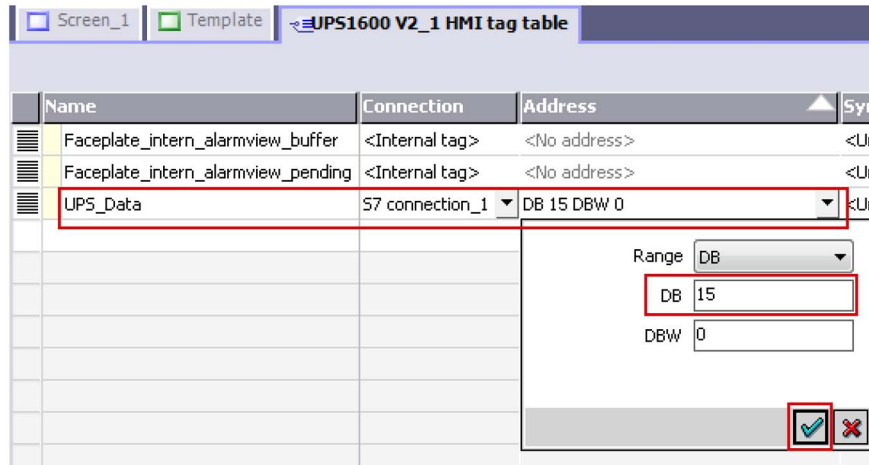 Screen_1 Template UPS1600 V2_1 HMI tag table
Name Connection Address
Faceplate_intern_alarmview_buffer <Internal tag> <No address>
Faceplate_intern_alarmview_pending <Internal tag> <No address>
UPS_Data S7 connection_1 DB 15 DBW 0
Range DB
DB 15
DBW 0